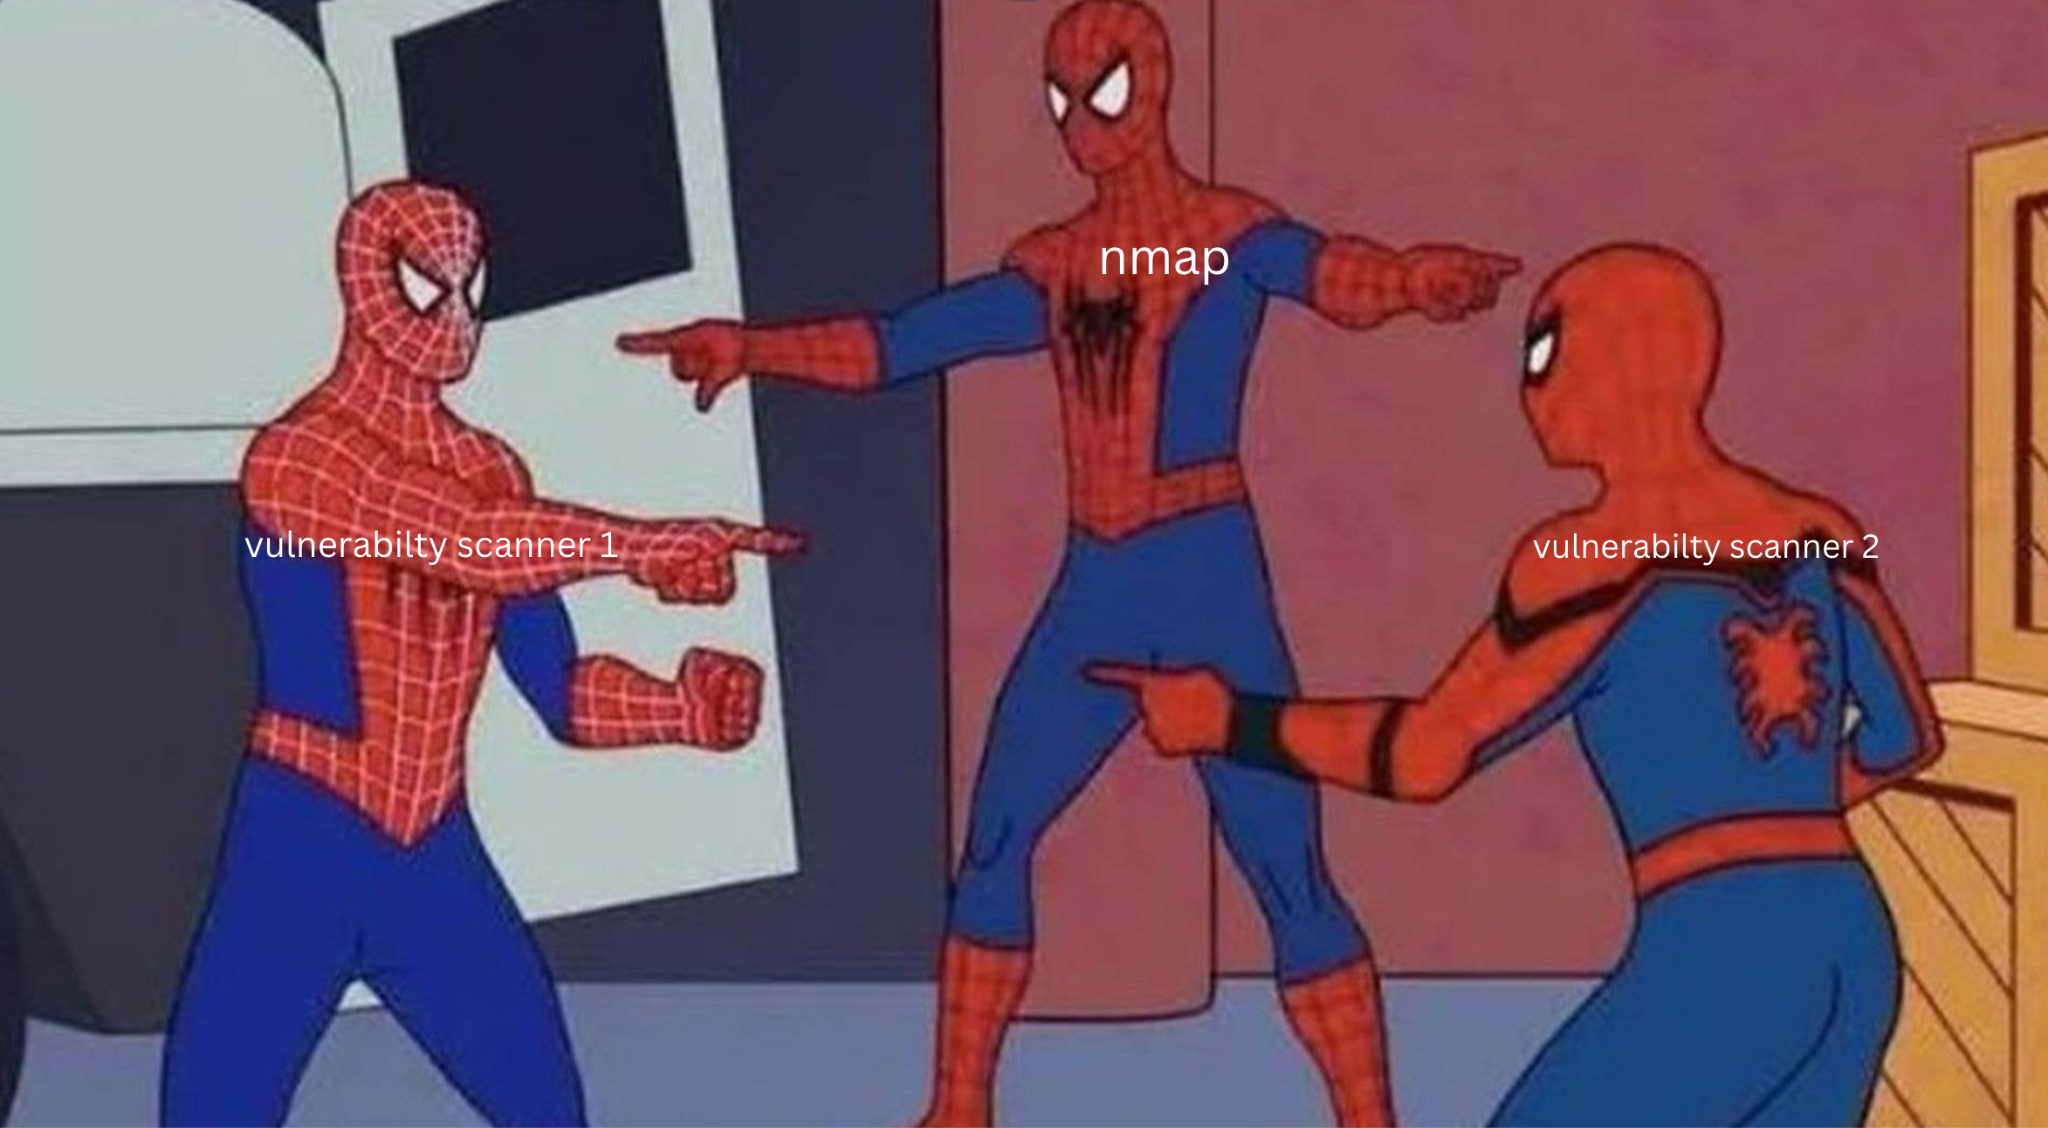 nmap
vulnerabilty scanner 1
vulnerabilty scanner 2